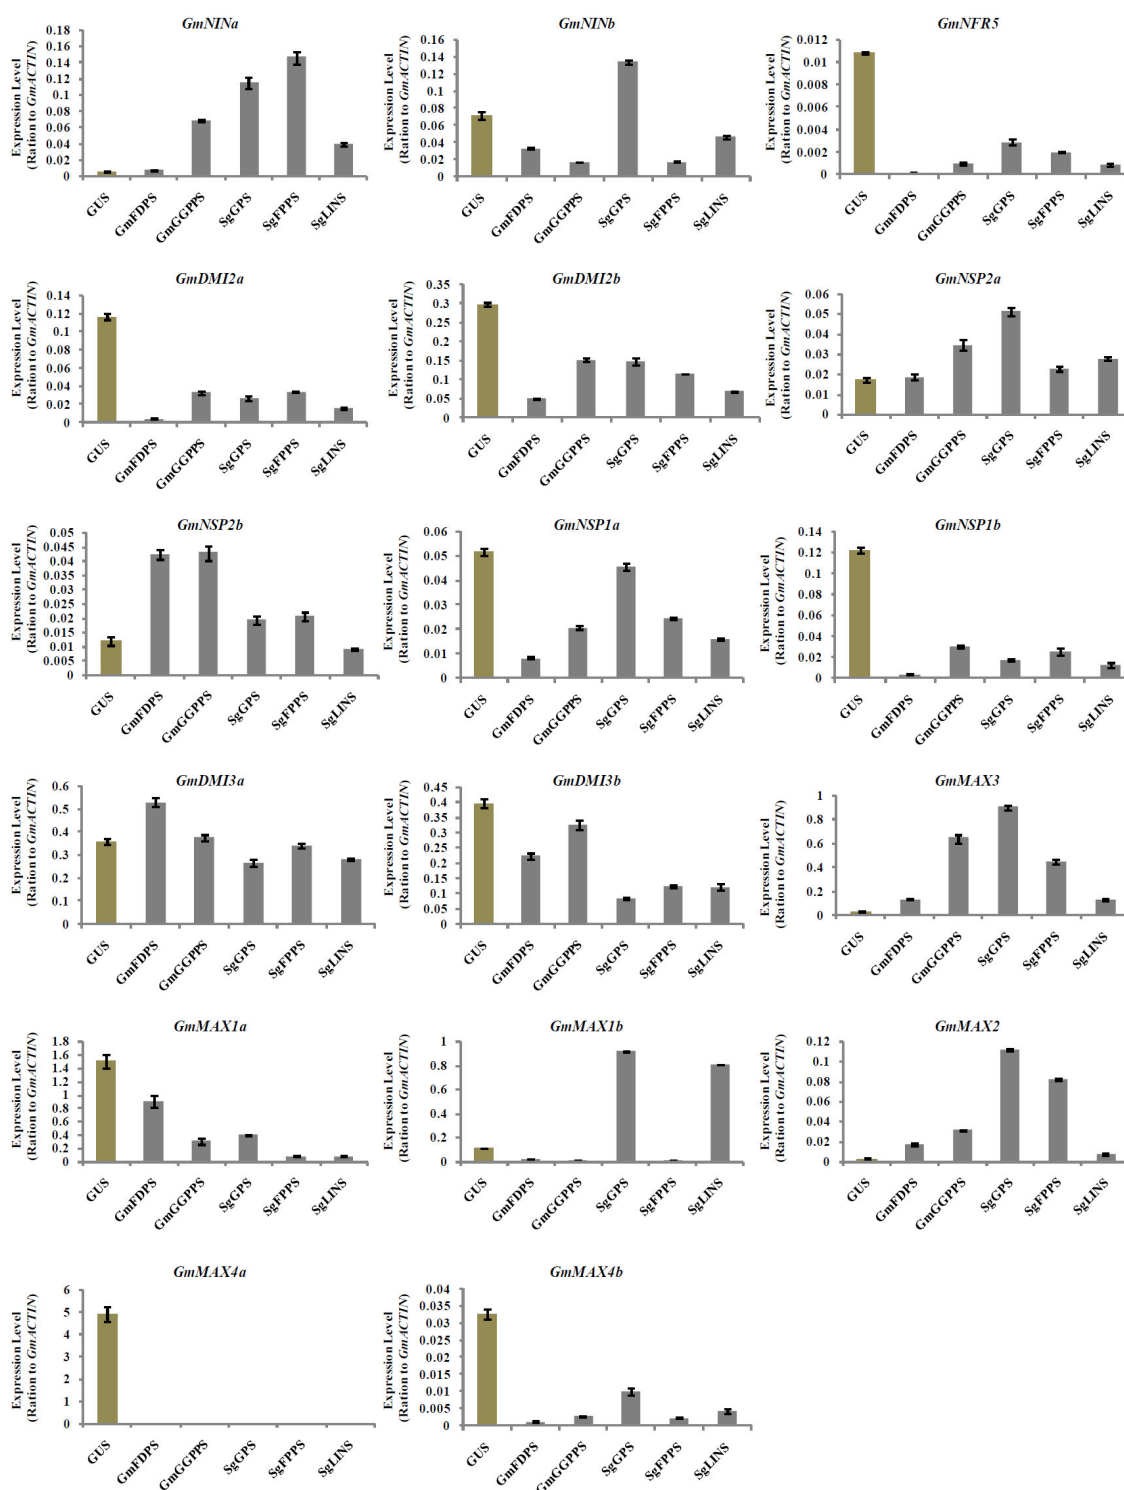 GmNINa
Expression Level
(Ration to GmACTIN)
0.18
0.16
0.14
0.12
0.1
0.08
0.06
0.04
0.02
0
GUS
GmFDPS
GmGGPPS
SgGPS
SgFPPS
SgLINS
GmNINb
Expression Level
(Ration to GmACTIN)
0.16
0.14
0.12
0.1
0.08
0.06
0.04
0.02
0
GUS
GmFDPS
GmGGPPS
SgGPS
SgFPPS
SgLINS
GmNFR5
Expression Level
(Ration to GmACTIN)
0.012
0.01
0.008
0.006
0.004
0.002
0
GUS
GmFDPS
GmGGPPS
SgGPS
SgFPPS
SgLINS
GmDMI2a
Expression Level
(Ration to GmACTIN)
0.14
0.12
0.1
0.08
0.06
0.04
0.02
0
GUS
GmFDPS
GmGGPPS
SgGPS
SgFPPS
SgLINS
GmDMI2b
Expression Level
(Ration to GmACTIN)
0.35
0.3
0.25
0.2
0.15
0.1
0.05
0
GUS
GmFDPS
GmGGPPS
SgGPS
SgFPPS
SgLINS
GmNSP2a
Expression Level
(Ration to GmACTIN)
0.06
0.05
0.04
0.03
0.02
0.01
0
GUS
GmFDPS
GmGGPPS
SgGPS
SgFPPS
SgLINS
GmNSP2b
Expression Level
(Ration to GmACTIN)
0.05
0.045
0.04
0.035
0.03
0.025
0.02
0.015
0.01
0.005
0
GUS
GmFDPS
GmGGPPS
SgGPS
SgFPPS
SgLINS
GmNSP1a
Expression Level
(Ration to GmACTIN)
0.06
0.05
0.04
0.03
0.02
0.01
0
GUS
GmFDPS
GmGGPPS
SgGPS
SgFPPS
SgLINS
GmNSP1b
Expression Level
(Ration to GmACTIN)
0.14
0.12
0.1
0.08
0.06
0.04
0.02
0
GUS
GmFDPS
GmGGPPS
SgGPS
SgFPPS
SgLINS
GmDMI3a
Expression Level
(Ration to GmACTIN)
0.6
0.5
0.4
0.3
0.2
0.1
0
GUS
GmFDPS
GmGGPPS
SgGPS
SgFPPS
SgLINS
GmDMI3b
Expression Level
(Ration to GmACTIN)
0.45
0.4
0.35
0.3
0.25
0.2
0.15
0.1
0.05
0
GUS
GmFDPS
GmGGPPS
SgGPS
SgFPPS
SgLINS
GmMAX3
Expression Level
(Ration to GmACTIN)
1
0.8
0.6
0.4
0.2
0
GUS
GmFDPS
GmGGPPS
SgGPS
SgFPPS
SgLINS
GmMAX1a
Expression Level
(Ration to GmACTIN)
1.8
1.6
1.4
1.2
1
0.8
0.6
0.4
0.2
0
GUS
GmFDPS
GmGGPPS
SgGPS
SgFPPS
SgLINS
GmMAX1b
Expression Level
(Ration to GmACTIN)
1
0.8
0.6
0.4
0.2
0
GUS
GmFDPS
GmGGPPS
SgGPS
SgFPPS
SgLINS
GmMAX2
Expression Level
(Ration to GmACTIN)
0.12
0.1
0.08
0.06
0.04
0.02
0
GUS
GmFDPS
GmGGPPS
SgGPS
SgFPPS
SgLINS
GmMAX4a
Expression Level
(Ration to GmACTIN)
6
5
4
3
2
1
0
GUS
GmFDPS
GmGGPPS
SgGPS
SgFPPS
SgLINS
GmMAX4b
Expression Level
(Ration to GmACTIN)
0.04
0.035
0.03
0.025
0.02
0.015
0.01
0.005
0
GUS
GmFDPS
GmGGPPS
SgGPS
SgFPPS
SgLINS